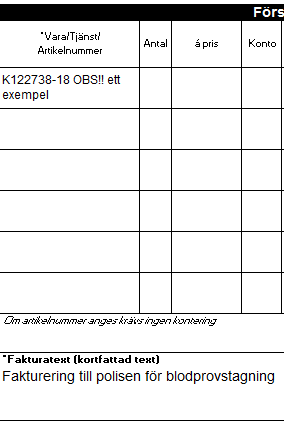 Förs
*Vara/Tjänst/ Antal á pris Konto
Artikelnummer
K122738-18 OBS!! ett
exempel
Om artikelnummer anges krävs ingen kontering
*Fakturatext (kortfattad text)
Fakturering till polisen för blodprovstagning